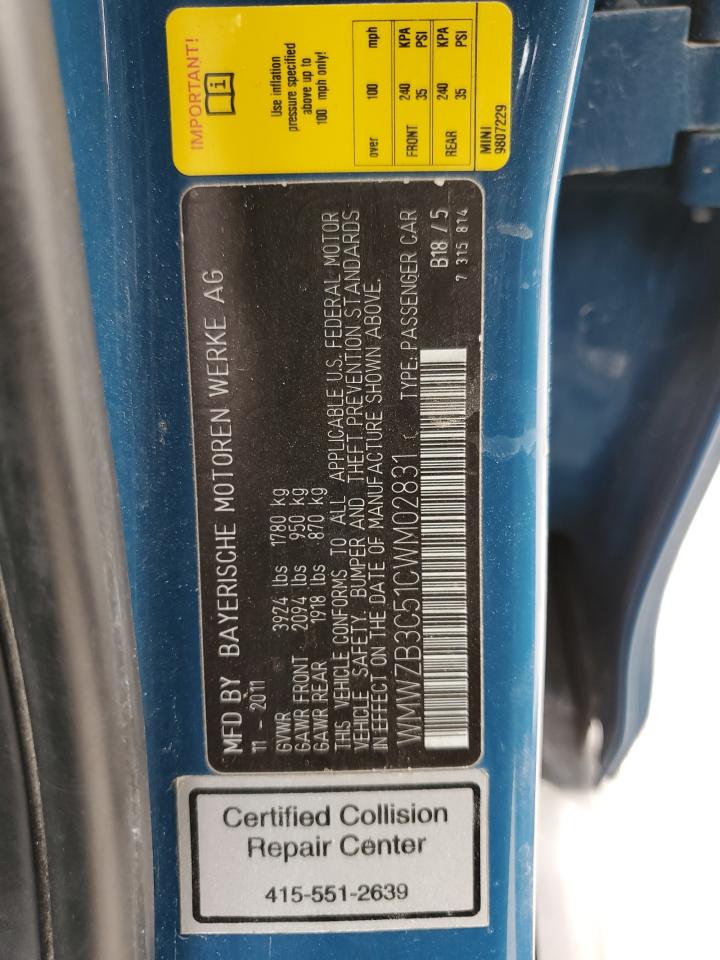 IMPORTANT!
Use inflation
pressure specified
above up to
100 mph only!
over 100 mph
FRONT 240 KPA
35 PSI
REAR 240 KPA
35 PSI
MINI
9807229
MFD BY BAYERISCHE MOTOREN WERKE AG
11 - 2011
GVWR 3924 lbs 1780 kg
GAWR FRONT 2094 lbs 950 kg
GAWR REAR 1918 lbs 870 kg
THIS VEHICLE CONFORMS TO ALL APPLICABLE U.S. FEDERAL MOTOR
VEHICLE SAFETY, BUMPER AND THEFT PREVENTION STANDARDS
IN EFFECT ON THE DATE OF MANUFACTURE SHOWN ABOVE.
WMWZB3C51CWM02831 TYPE: PASSENGER CAR
B18 / 5
7 315 814
Certified Collision
Repair Center
415-551-2639